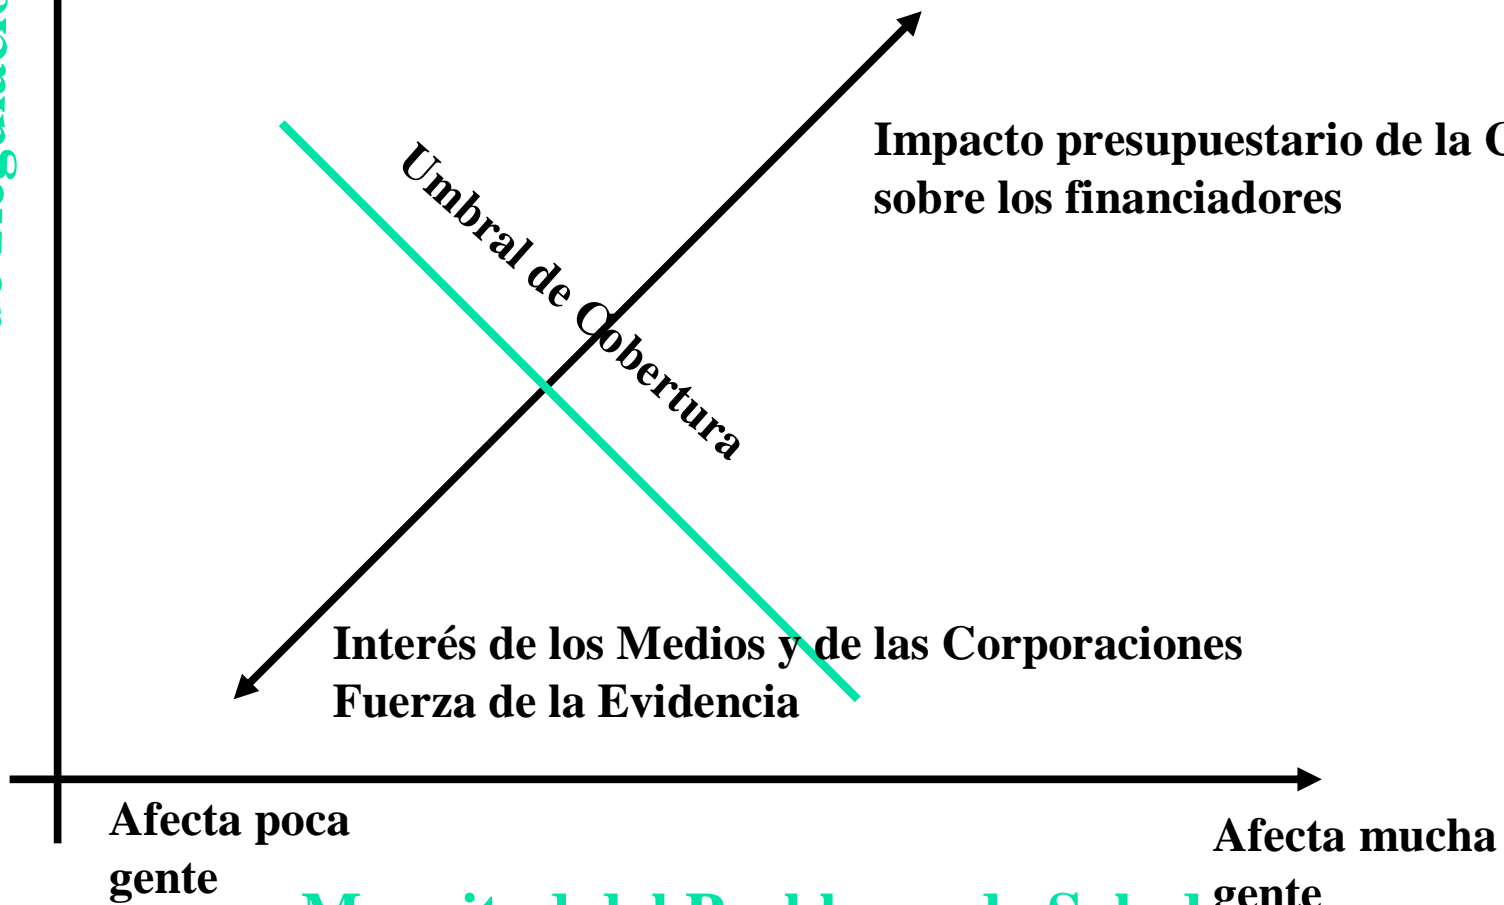 Umbral de Cobertura
Impacto presupuestario de la
sobre los financiadores
Interés de los Medios y de las Corporaciones
Fuerza de la Evidencia
Afecta poca
gente
Afecta mucha
gente